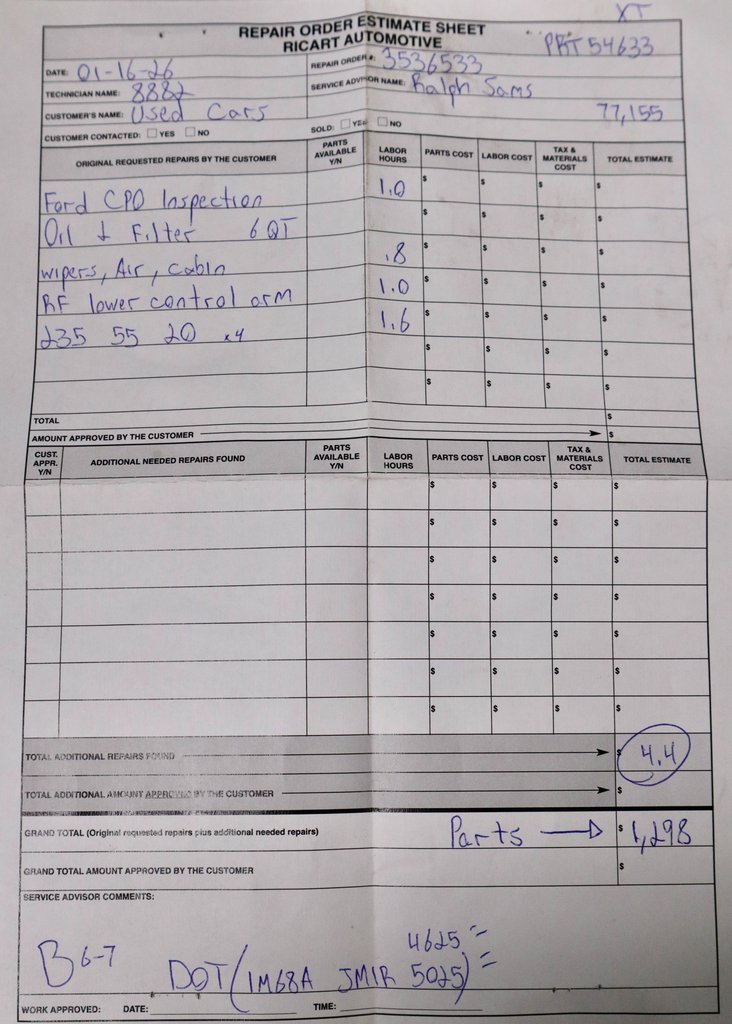 XT
REPAIR ORDER ESTIMATE SHEET
RICART AUTOMOTIVE
PRT 54633
DATE: 01-16-26
REPAIR ORDER #: 3536533
TECHNICIAN NAME: 8882
SERVICE ADVISOR NAME: Ralph Sams
CUSTOMER'S NAME: Used Cars
77,155
CUSTOMER CONTACTED: YES NO
SOLD: YES NO
ORIGINAL REQUESTED REPAIRS BY THE CUSTOMER PARTS AVAILABLE Y/N LABOR HOURS PARTS COST LABOR COST TAX & MATERIALS COST TOTAL ESTIMATE
Ford CPO Inspection 1.0 $ $ $ $
Oil & Filter 6 QT $ $ $ $
wipers, Air, cabin .8 $ $ $ $
RF lower control arm 1.0 $ $ $ $
235 55 20 x4 1.6 $ $ $ $
$ $ $ $
$ $ $ $
TOTAL $
AMOUNT APPROVED BY THE CUSTOMER $
CUST. APPR. Y/N ADDITIONAL NEEDED REPAIRS FOUND PARTS AVAILABLE Y/N LABOR HOURS PARTS COST LABOR COST TAX & MATERIALS COST TOTAL ESTIMATE
$ $ $ $
$ $ $ $
$ $ $ $
$ $ $ $
$ $ $ $
$ $ $ $
$ $ $ $
TOTAL ADDITIONAL REPAIRS FOUND $ 4.4
TOTAL ADDITIONAL AMOUNT APPROVED BY THE CUSTOMER $
GRAND TOTAL (Original requested repairs plus additional needed repairs) Parts → $ 1,298
GRAND TOTAL AMOUNT APPROVED BY THE CUSTOMER $
SERVICE ADVISOR COMMENTS:
4625 =
B 6-7 DOT (1M68A JM1R 5025) =
WORK APPROVED: DATE: TIME: